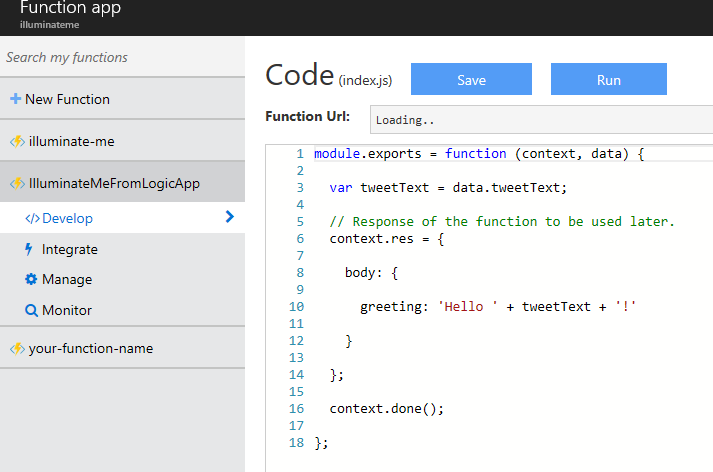 Function app
illuminateme
Search my functions
New Function
illuminate-me
IlluminateMeFromLogicApp
</> Develop
Integrate
Manage
Monitor
your-function-name
Code (index.js)
Save
Run
Function Url:
Loading..
1 module.exports = function (context, data) {
2
3 var tweetText = data.tweetText;
4
5 // Response of the function to be used later.
6 context.res = {
7
8 body: {
9
10 greeting: 'Hello ' + tweetText + '!'
11
12 }
13
14 };
15
16 context.done();
17
18 };